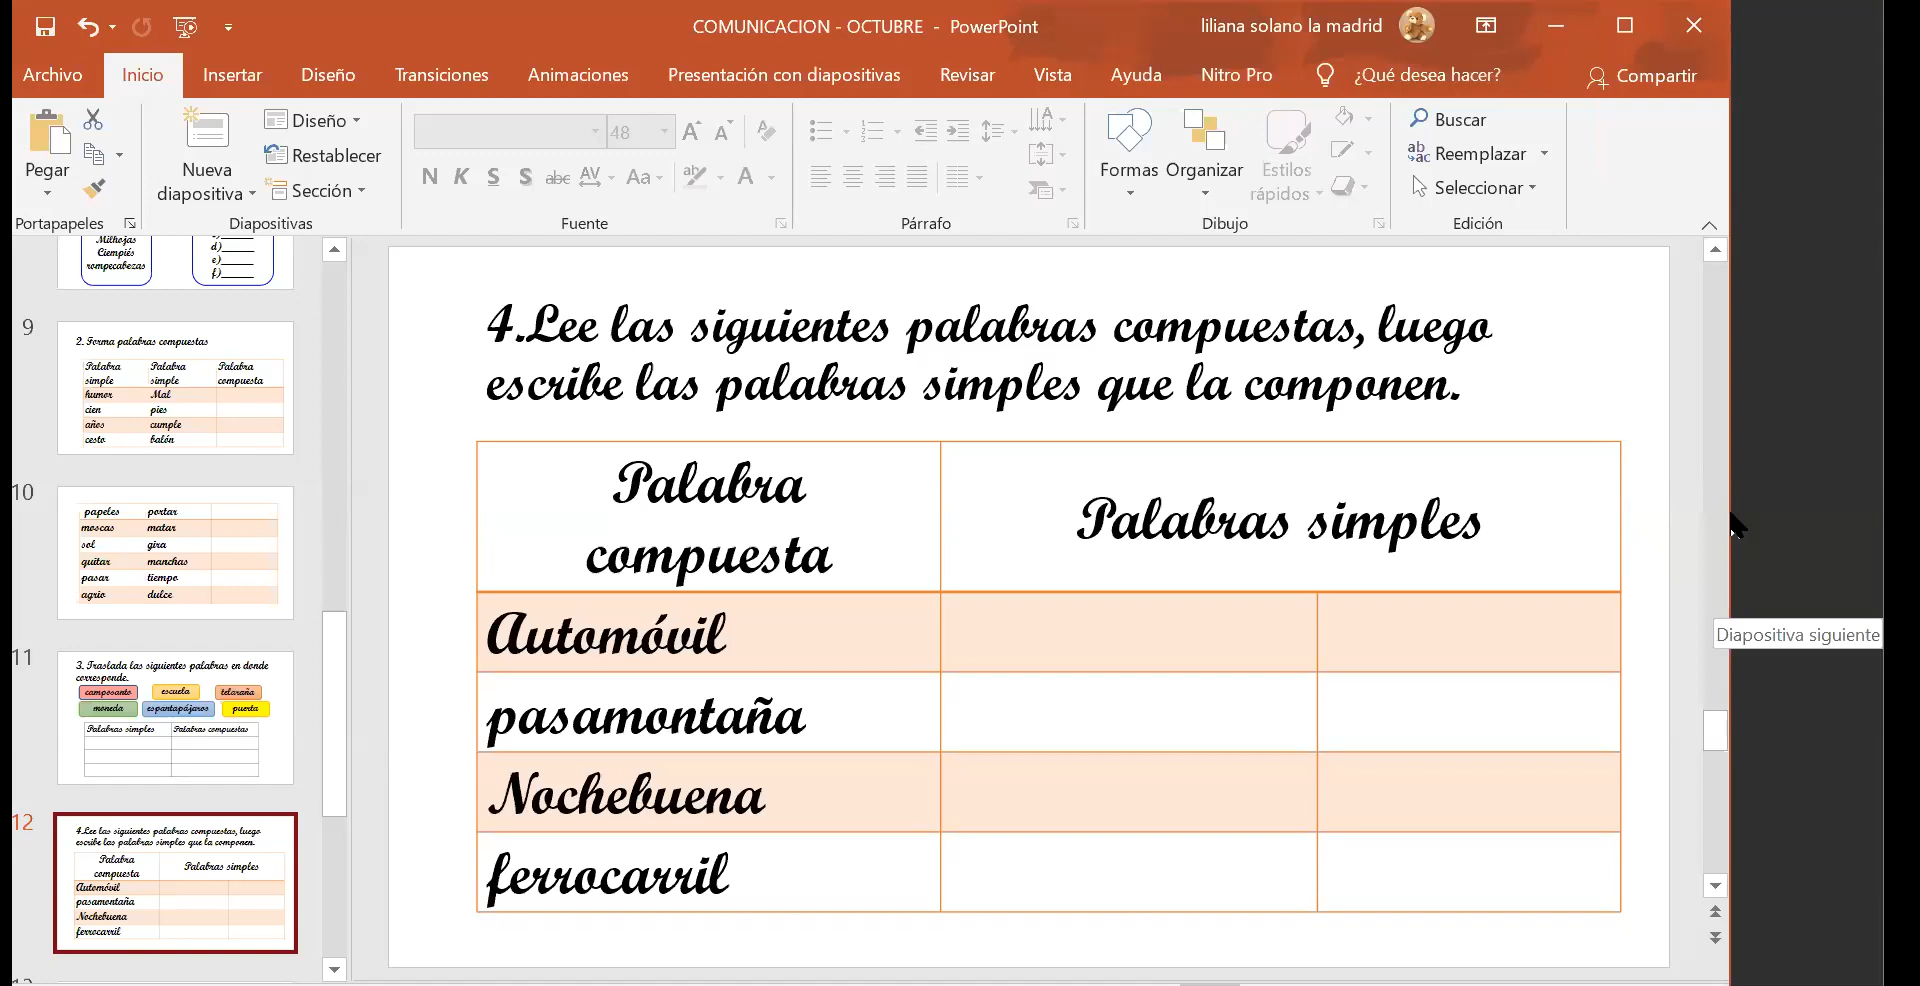 COMUNICACION - OCTUBRE - PowerPoint
liliana solano la madrid
Archivo Inicio Insertar Diseño Transiciones Animaciones Presentación con diapositivas Revisar Vista Ayuda Nitro Pro ¿Qué desea hacer? Compartir
Pegar
Portapapeles
Nueva
diapositiva
Diseño
Restablecer
Sección
Diapositivas
48
N K S S abc AV Aa ab A
Fuente
Párrafo
Formas Organizar Estilos
rápidos
Dibujo
Buscar
Reemplazar
Seleccionar
Edición
Milhojas
Ciempiés
rompecabezas
d)
e)
f)
9
2. Forma palabras compuestas
Palabra simple Palabra simple Palabra compuesta
humor Mal
cien pies
años cumple
cesto balón
10
papeles portar
moscas matar
sol gira
quitar manchas
pasar tiempo
agrio dulce
11
3. Traslada las siguientes palabras en donde
corresponde.
camposanto escuela telaraña
moneda espantapájaros puerta
Palabras simples Palabras compuestas
12
4.Lee las siguientes palabras compuestas, luego
escribe las palabras simples que la componen.
Palabra
compuesta
Palabras simples
Automóvil
pasamontaña
Nochebuena
ferrocarril
4.Lee las siguientes palabras compuestas, luego
escribe las palabras simples que la componen.
Palabra
compuesta
Palabras simples
Automóvil
pasamontaña
Nochebuena
ferrocarril
Diapositiva siguiente